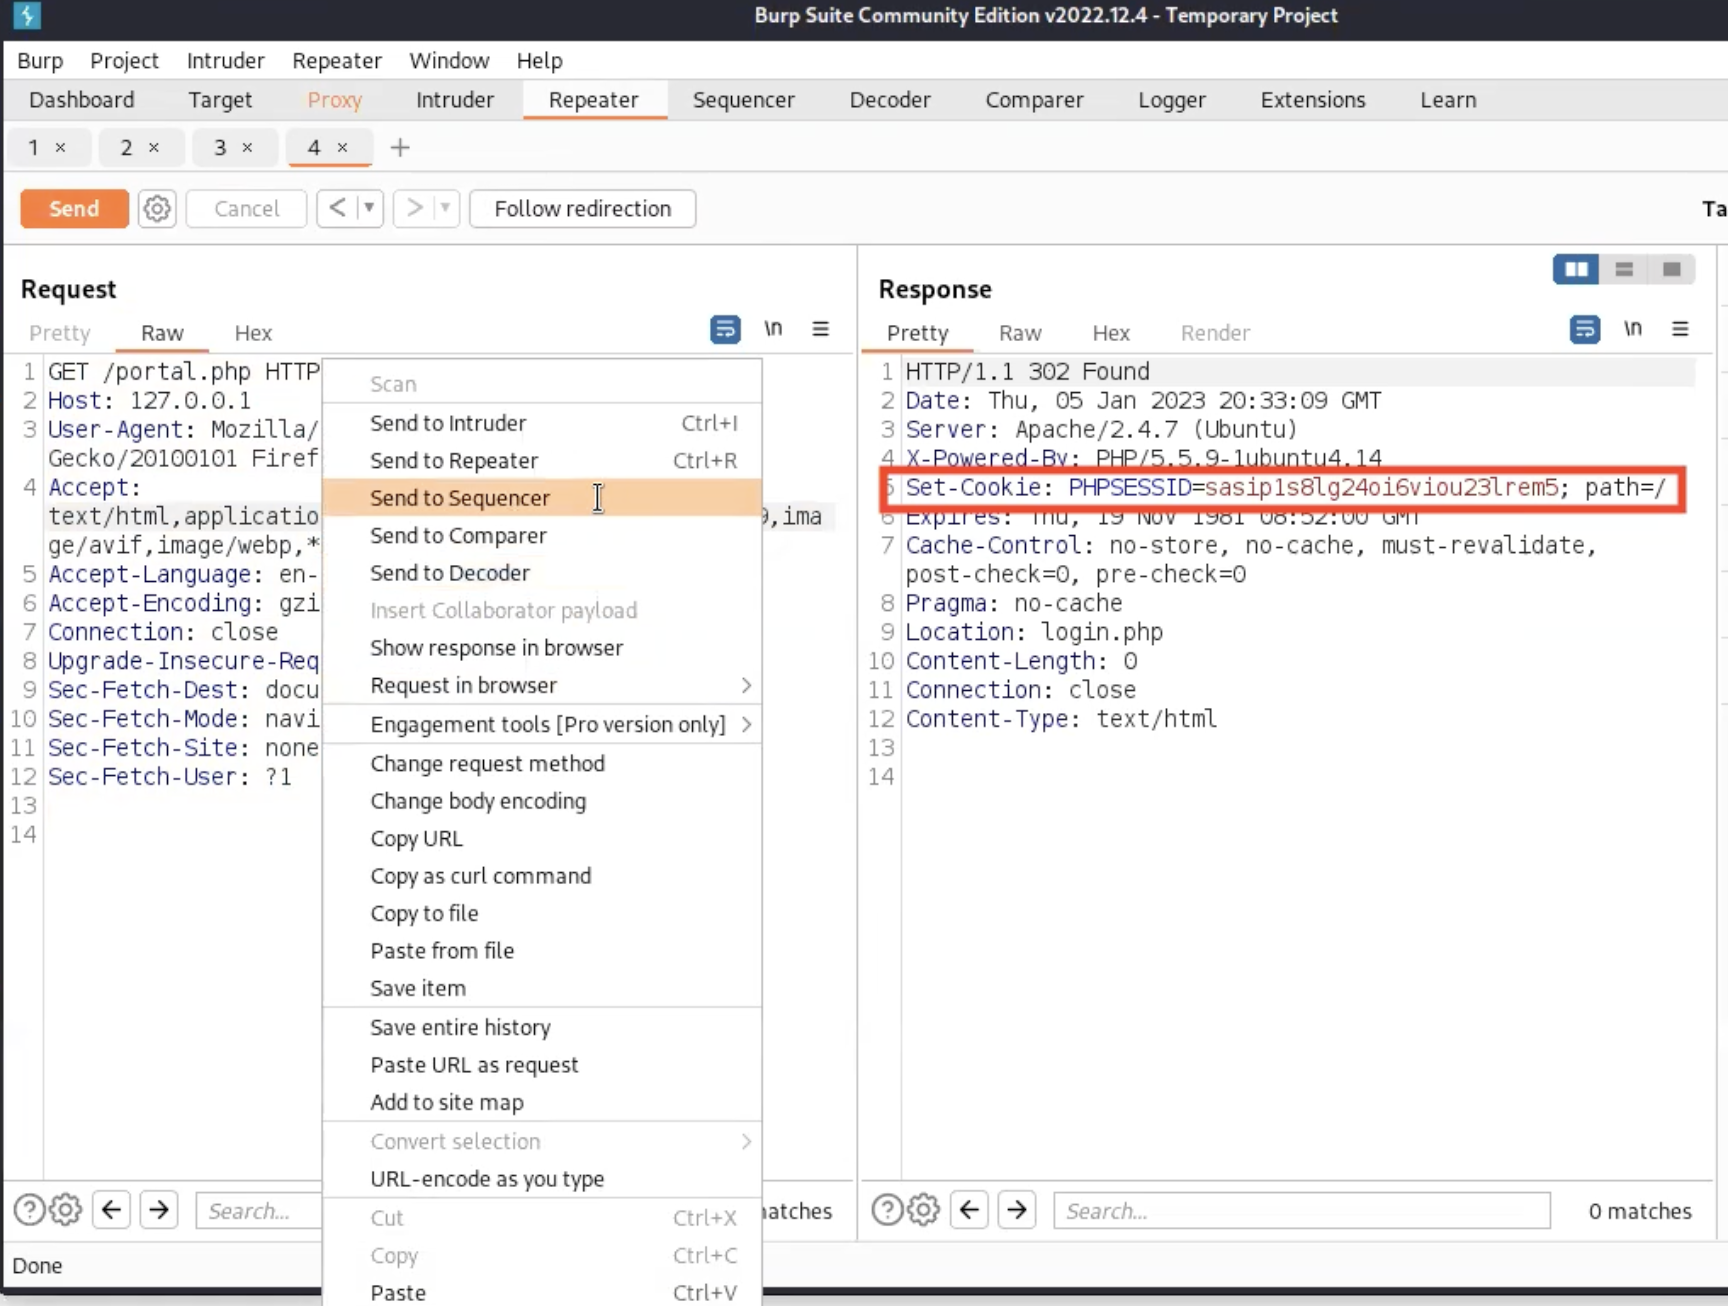 Burp Suite Community Edition v2022.12.4 - Temporary Project
Burp Project Intruder Repeater Window Help
Dashboard Target Proxy Intruder Repeater Sequencer Decoder Comparer Logger Extensions Learn
1 × 2 × 3 × 4 × +
Send Cancel < > Follow redirection Ta
Request
Pretty Raw Hex \n
1 GET /portal.php HTTP
2 Host: 127.0.0.1
3 User-Agent: Mozilla/
Gecko/20100101 Firef
4 Accept:
text/html,applicatio 9,ima
ge/avif,image/webp,*
5 Accept-Language: en-
6 Accept-Encoding: gzi
7 Connection: close
8 Upgrade-Insecure-Req
9 Sec-Fetch-Dest: docu
10 Sec-Fetch-Mode: navi
11 Sec-Fetch-Site: none
12 Sec-Fetch-User: ?1
13
14
Scan
Send to Intruder Ctrl+I
Send to Repeater Ctrl+R
Send to Sequencer
Send to Comparer
Send to Decoder
Insert Collaborator payload
Show response in browser
Request in browser >
Engagement tools [Pro version only] >
Change request method
Change body encoding
Copy URL
Copy as curl command
Copy to file
Paste from file
Save item
Save entire history
Paste URL as request
Add to site map
Convert selection >
URL-encode as you type
Cut Ctrl+X
Copy Ctrl+C
Paste Ctrl+V
Response
Pretty Raw Hex Render \n
1 HTTP/1.1 302 Found
2 Date: Thu, 05 Jan 2023 20:33:09 GMT
3 Server: Apache/2.4.7 (Ubuntu)
4 X-Powered-By: PHP/5.5.9-1ubuntu4.14
5 Set-Cookie: PHPSESSID=sasip1s8lg24oi6viou23lrem5; path=/
6 Expires: Thu, 19 Nov 1981 08:52:00 GMT
7 Cache-Control: no-store, no-cache, must-revalidate,
post-check=0, pre-check=0
8 Pragma: no-cache
9 Location: login.php
10 Content-Length: 0
11 Connection: close
12 Content-Type: text/html
13
14
Search... atches
Search... 0 matches
Done